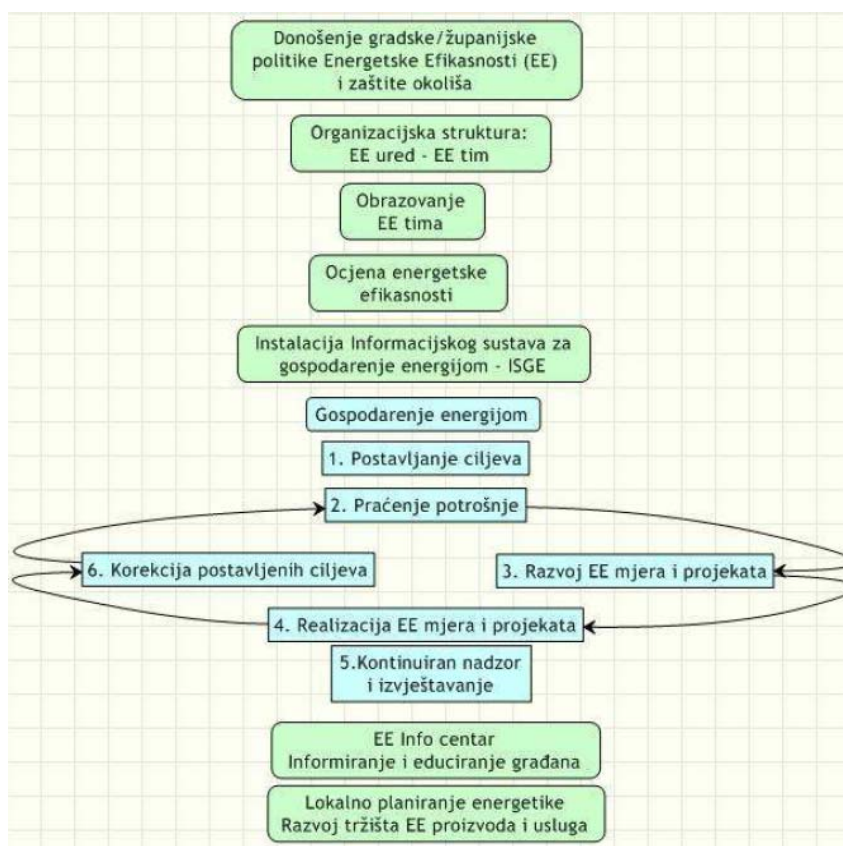 Donošenje gradske/županijske
politike Energetske Efikasnosti (EE)
i zaštite okoliša
Organizacijska struktura:
EE ured - EE tim
Obrazovanje
EE tima
Ocjena energetske
efikasnosti
Instalacija Informacijskog sustava za
gospodarenje energijom - ISGE
Gospodarenje energijom
1. Postavljanje ciljeva
2. Praćenje potrošnje
6. Korekcija postavljenih ciljeva
3. Razvoj EE mjera i projekata
4. Realizacija EE mjera i projekata
5.Kontinuiran nadzor
i izvještavanje
EE Info centar
Informiranje i educiranje građana
Lokalno planiranje energetike
Razvoj tržišta EE proizvoda i usluga